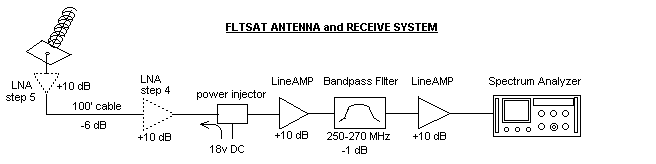 FLTSAT ANTENNA and RECEIVE SYSTEM
LNA
step 5
+10 dB
100' cable
-6 dB
LNA
step 4
+10 dB
power injector
18v DC
LineAMP
+10 dB
Bandpass FIlter
250-270 MHz
-1 dB
LineAMP
+10 dB
Spectrum Analyzer